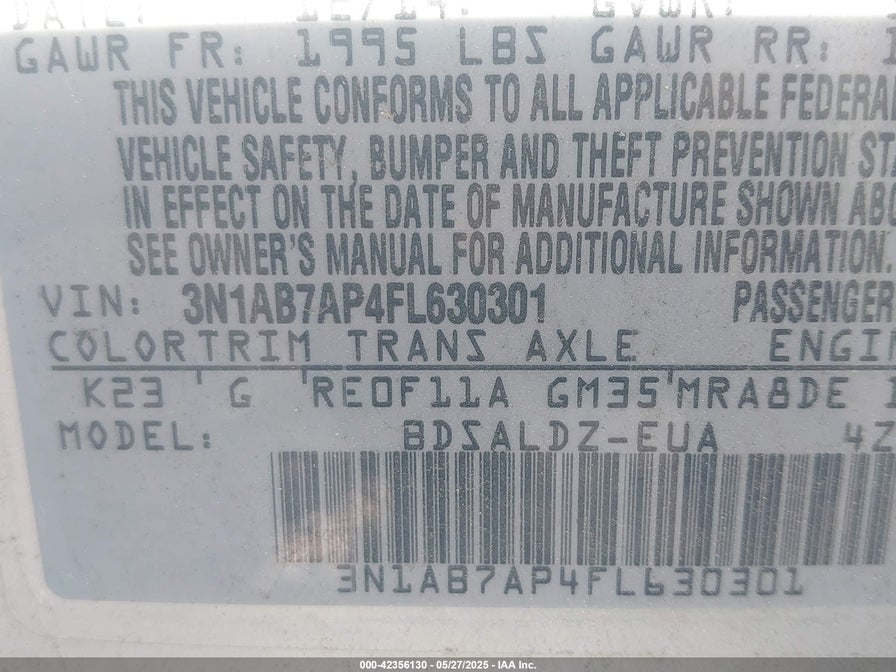 GAWR FR: 1995 LBS GAWR RR: 1
THIS VEHICLE CONFORMS TO ALL APPLICABLE FEDERA
VEHICLE SAFETY, BUMPER AND THEFT PREVENTION STA
IN EFFECT ON THE DATE OF MANUFACTURE SHOWN AB
SEE OWNER'S MANUAL FOR ADDITIONAL INFORMATION.
VIN: 3N1AB7AP4FL630301 PASSENGER
COLORTRIM TRANS AXLE ENGIN
K23 G RE0F11A GM35 MRA8DE 1
MODEL: BDSALDZ-EUA 4Z
3N1AB7AP4FL630301
000-42356130 - 05/27/2025 - IAA Inc.